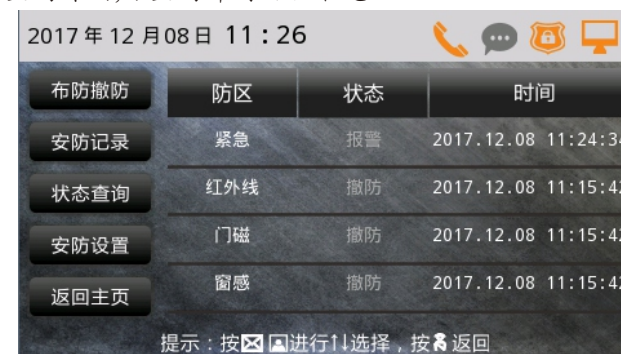 2017年12月08日 11:26
布防撤防
安防记录
状态查询
安防设置
返回主页
防区 状态 时间
紧急 报警 2017.12.08 11:24:3
红外线 撤防 2017.12.08 11:15:4
门磁 撤防 2017.12.08 11:15:4
窗感 撤防 2017.12.08 11:15:4
提示：按 进行↑↓选择，按 返回